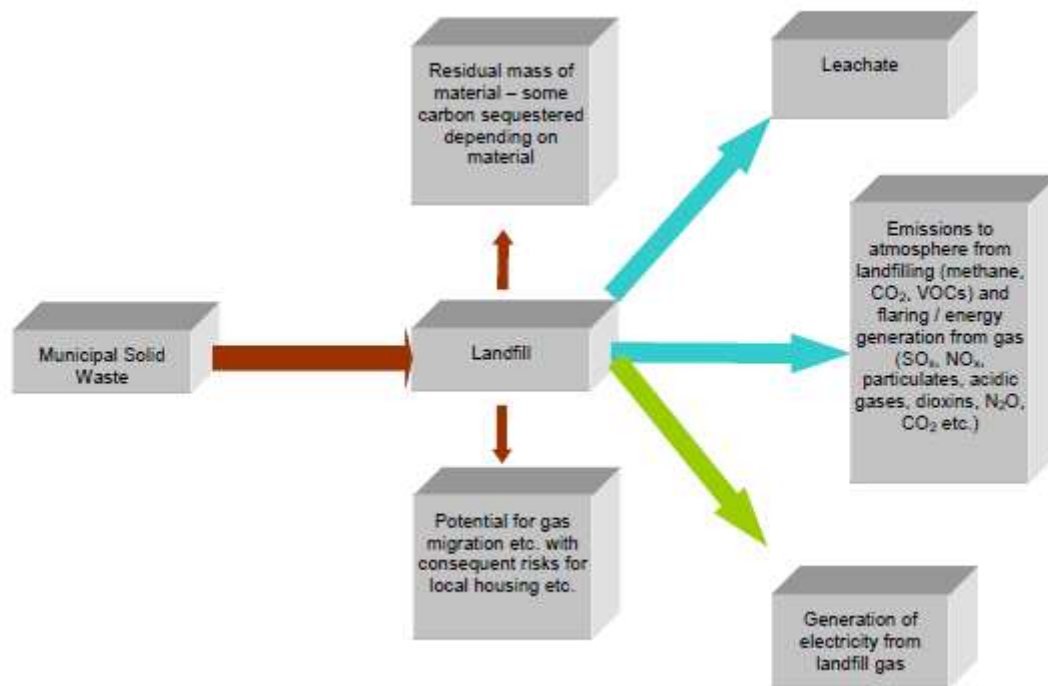 Residual mass of
material – some
carbon sequestered
depending on
material
Leachate
Emissions to
atmosphere from
landfilling (methane,
CO₂, VOCs) and
flaring / energy
generation from gas
(SOₓ, NOₓ,
particulates, acidic
gases, dioxins, N₂O,
CO₂ etc.)
Municipal Solid
Waste
Landfill
Potential for gas
migration etc. with
consequent risks for
local housing etc.
Generation of
electricity from
landfill gas